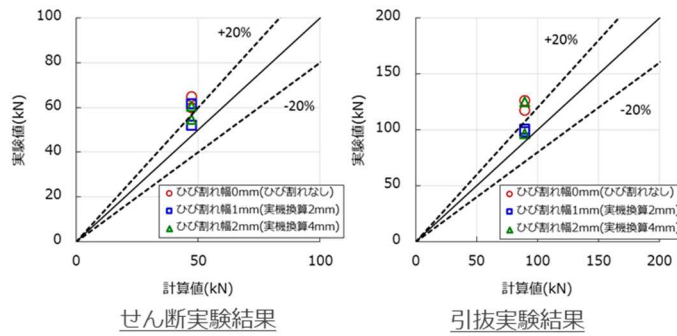 100
80
60
40
20
0
実験値(kN)
+20%
-20%
ひび割れ幅0mm(ひび割れなし)
ひび割れ幅1mm(実機換算2mm)
ひび割れ幅2mm(実機換算4mm)
0
50
100
計算値(kN)
せん断実験結果
200
150
100
50
0
実験値(kN)
+20%
-20%
ひび割れ幅0mm(ひび割れなし)
ひび割れ幅1mm(実機換算2mm)
ひび割れ幅2mm(実機換算4mm)
0
50
100
150
200
計算値(kN)
引抜実験結果